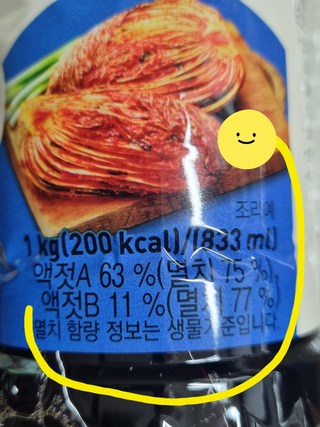 조리예
1 kg(200 kcal)/(833 ml)
액젓A 63 %(멸치 75 %),
액젓B 11 %(멸치 77 %)
멸치 함량 정보는 생물기준입니다.